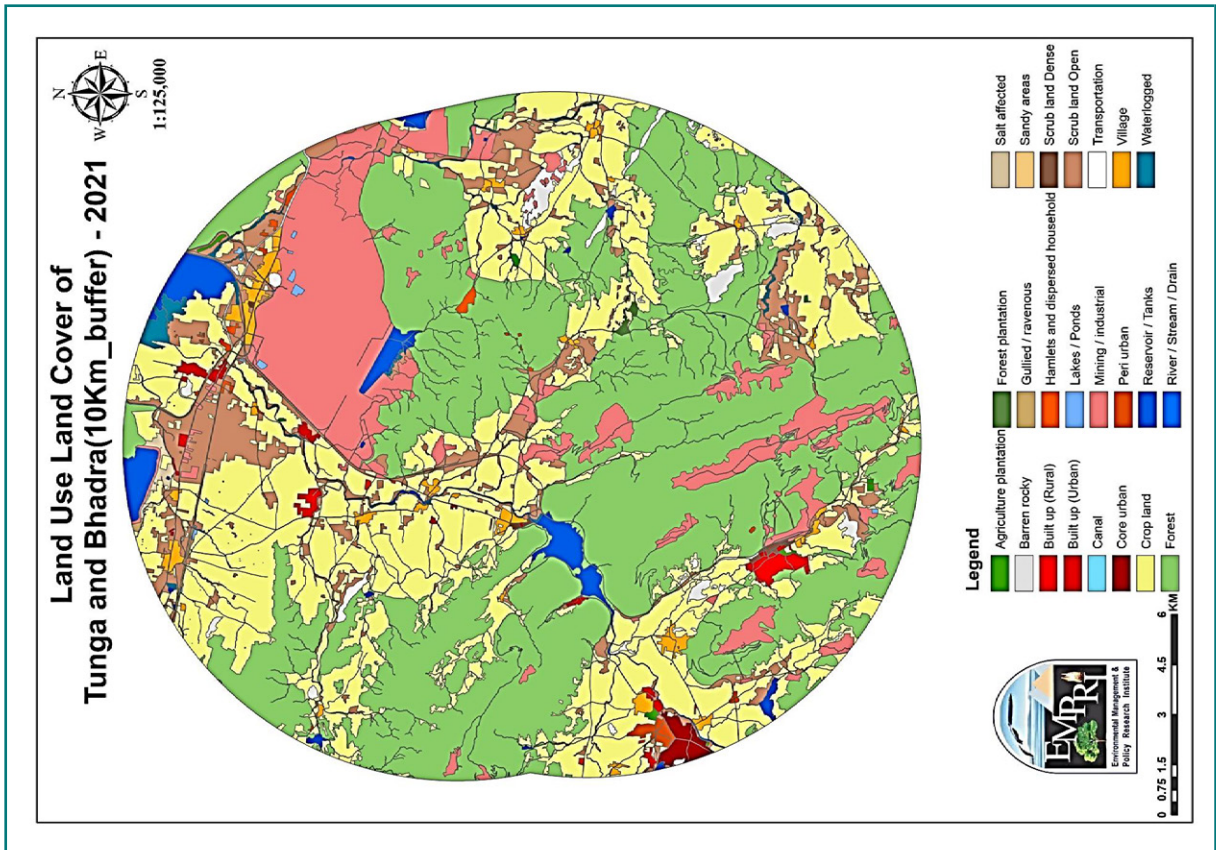 Land Use Land Cover of
Tunga and Bhadra(10Km_buffer) - 2021
N
W
E
S
1:125,000
EMPRI
Environmental Management &
Policy Research Institute
0 0.75 1.5 3 4.5 6
KM
Legend
Agriculture plantation
Barren rocky
Built up (Rural)
Built up (Urban)
Canal
Core urban
Crop land
Forest
Forest plantation
Gullied / ravenous
Hamlets and dispersed household
Lakes / Ponds
Mining / industrial
Peri urban
Reservoir / Tanks
River / Stream / Drain
Salt affected
Sandy areas
Scrub land Dense
Scrub land Open
Transportation
Village
Waterlogged